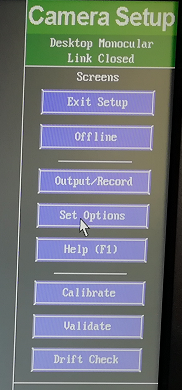 Camera Setup
Desktop Monocular
Link Closed
Screens
Exit Setup
Offline
Output/Record
Set Options
Help (F1)
Calibrate
Validate
Drift Check